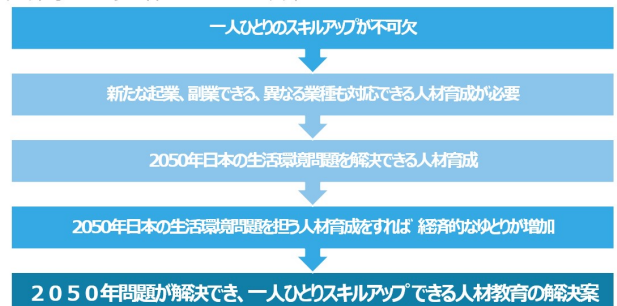 一人ひとりのスキルアップが不可欠
新たな起業、副業できる、異なる業種も対応できる人材育成が必要
2050年日本の生活環境問題を解決できる人材育成
2050年日本の生活環境問題を担う人材育成をすれば 経済的なゆとりが増加
２０５０年問題が解決でき、一人ひとりスキルアップできる人材教育の解決案